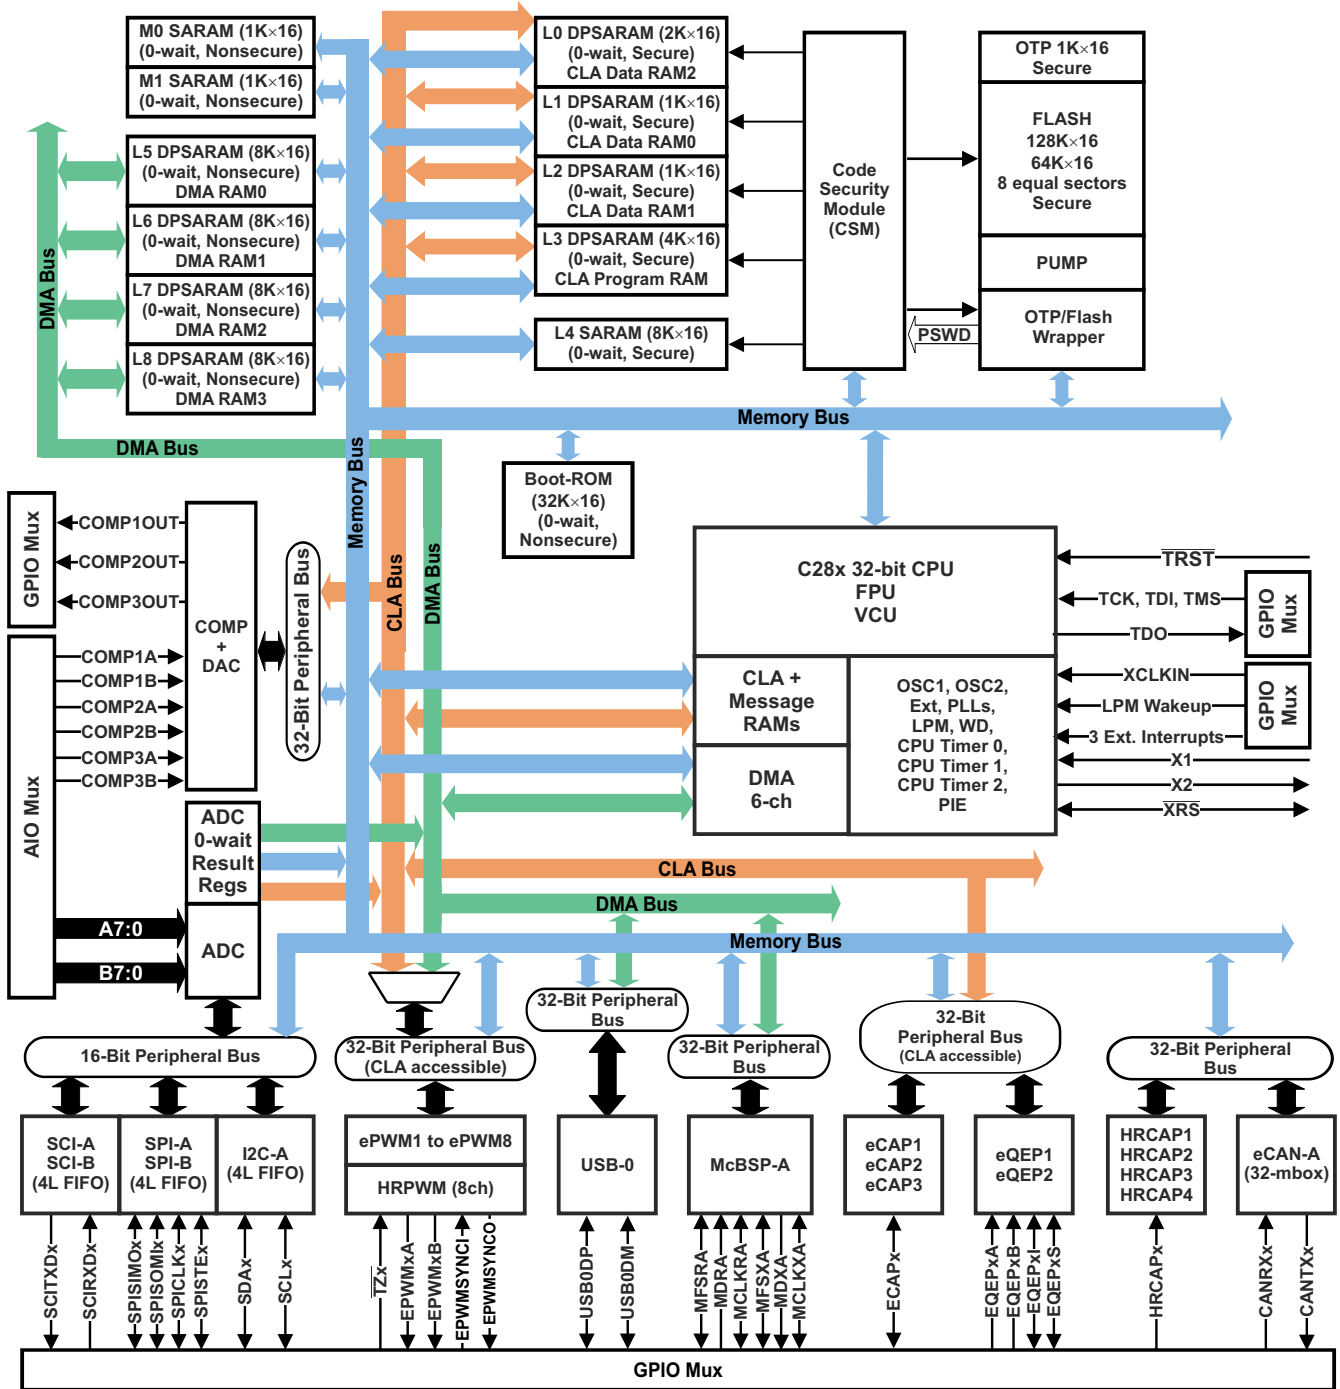 M0 SARAM (1K×16)
(0-wait, Nonsecure)
M1 SARAM (1K×16)
(0-wait, Nonsecure)
L5 DPSARAM (8K×16)
(0-wait, Nonsecure)
DMA RAM0
L6 DPSARAM (8K×16)
(0-wait, Nonsecure)
DMA RAM1
L7 DPSARAM (8K×16)
(0-wait, Nonsecure)
DMA RAM2
L8 DPSARAM (8K×16)
(0-wait, Nonsecure)
DMA RAM3
DMA Bus
DMA Bus
L0 DPSARAM (2K×16)
(0-wait, Secure)
CLA Data RAM2
L1 DPSARAM (1K×16)
(0-wait, Secure)
CLA Data RAM0
L2 DPSARAM (1K×16)
(0-wait, Secure)
CLA Data RAM1
L3 DPSARAM (4K×16)
(0-wait, Secure)
CLA Program RAM
L4 SARAM (8K×16)
(0-wait, Secure)
Code
Security
Module
(CSM)
OTP 1K×16
Secure
FLASH
128K×16
64K×16
8 equal sectors
Secure
PUMP
OTP/Flash
Wrapper
PSWD
Memory Bus
Memory Bus
CLA Bus
DMA Bus
Boot-ROM
(32K×16)
(0-wait,
Nonsecure)
GPIO Mux
COMP1OUT
COMP2OUT
COMP3OUT
COMP
+
DAC
32-Bit Peripheral Bus
AIO Mux
COMP1A
COMP1B
COMP2A
COMP2B
COMP3A
COMP3B
ADC
0-wait
Result
Regs
A7:0
B7:0
ADC
C28x 32-bit CPU
FPU
VCU
CLA +
Message
RAMs
DMA
6-ch
OSC1, OSC2,
Ext, PLLs,
LPM, WD,
CPU Timer 0,
CPU Timer 1,
CPU Timer 2,
PIE
TRST
TCK, TDI, TMS
TDO
GPIO
Mux
XCLKIN
LPM Wakeup
3 Ext. Interrupts
GPIO
Mux
X1
X2
XRS
CLA Bus
DMA Bus
Memory Bus
16-Bit Peripheral Bus
32-Bit Peripheral Bus
(CLA accessible)
32-Bit Peripheral
Bus
32-Bit Peripheral
Bus
32-Bit
Peripheral Bus
(CLA accessible)
32-Bit Peripheral
Bus
SCI-A
SCI-B
(4L FIFO)
SPI-A
SPI-B
(4L FIFO)
I2C-A
(4L FIFO)
ePWM1 to ePWM8
HRPWM (8ch)
USB-0
McBSP-A
eCAP1
eCAP2
eCAP3
eQEP1
eQEP2
HRCAP1
HRCAP2
HRCAP3
HRCAP4
eCAN-A
(32-mbox)
SCITXDx
SCIRXDx
SPISIMOx
SPISOMIx
SPICLKx
SPISTEx
SDAx
SCLx
TZx
EPWMxA
EPWMxB
EPWMSYNCI
EPWMSYNCO
USB0DP
USB0DM
MFSRA
MDRA
MCLKRA
MFSXA
MDXA
MCLKXA
ECAPx
EQEPxA
EQEPxB
EQEPxI
EQEPxS
HRCAPx
CANRXx
CANTXx
GPIO Mux